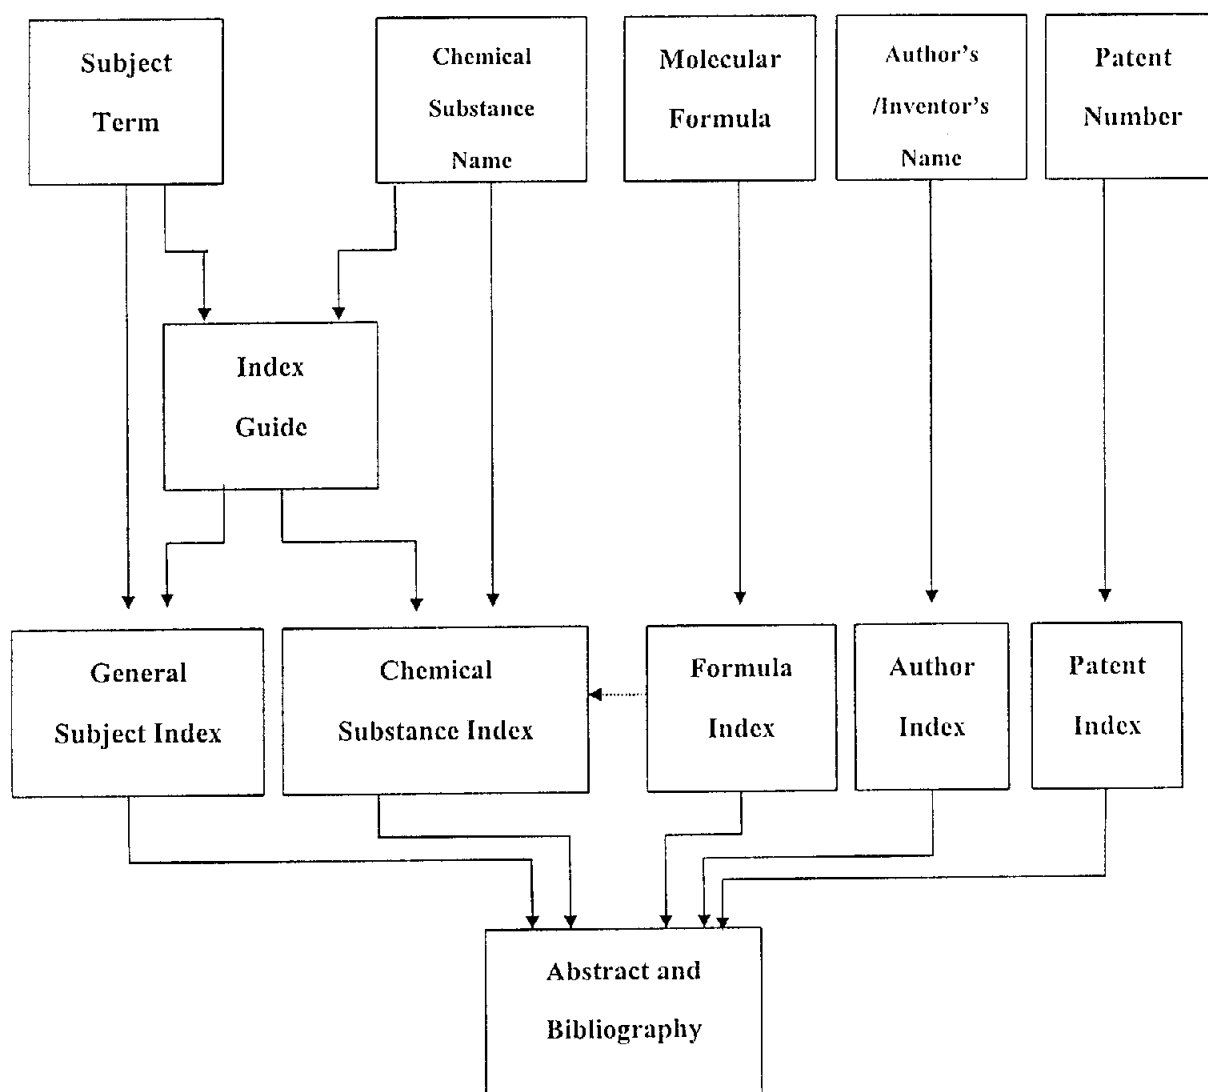 Subject
Term
Chemical
Substance
Name
Molecular
Formula
Author's
/Inventor's
Name
Patent
Number
Index
Guide
General
Subject Index
Chemical
Substance Index
Formula
Index
Author
Index
Patent
Index
Abstract and
Bibliography